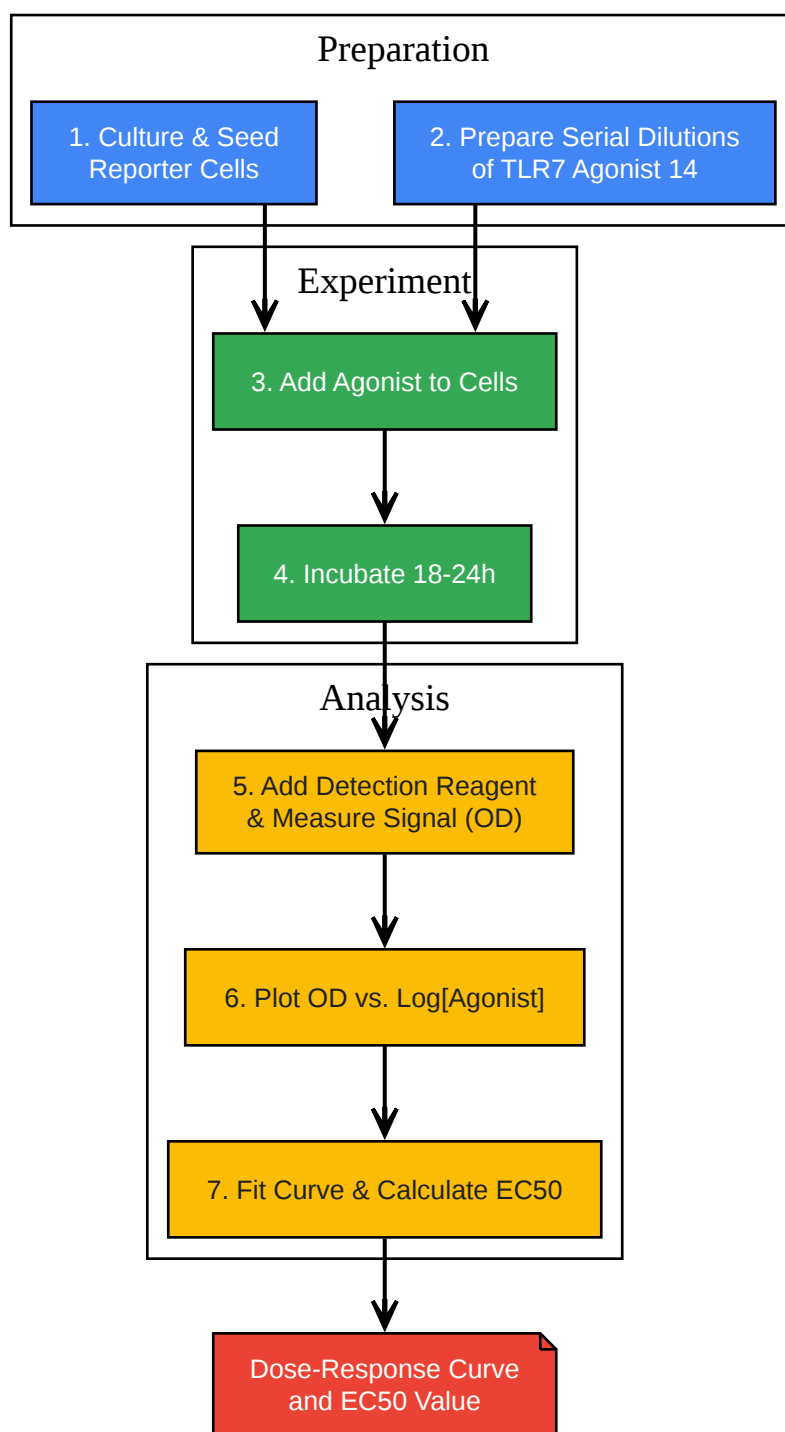 Preparation
1. Culture & Seed
Reporter Cells
2. Prepare Serial Dilutions
of TLR7 Agonist 14
Experiment
3. Add Agonist to Cells
4. Incubate 18-24h
Analysis
5. Add Detection Reagent
& Measure Signal (OD)
6. Plot OD vs. Log[Agonist]
7. Fit Curve & Calculate EC50
Dose-Response Curve
and EC50 Value